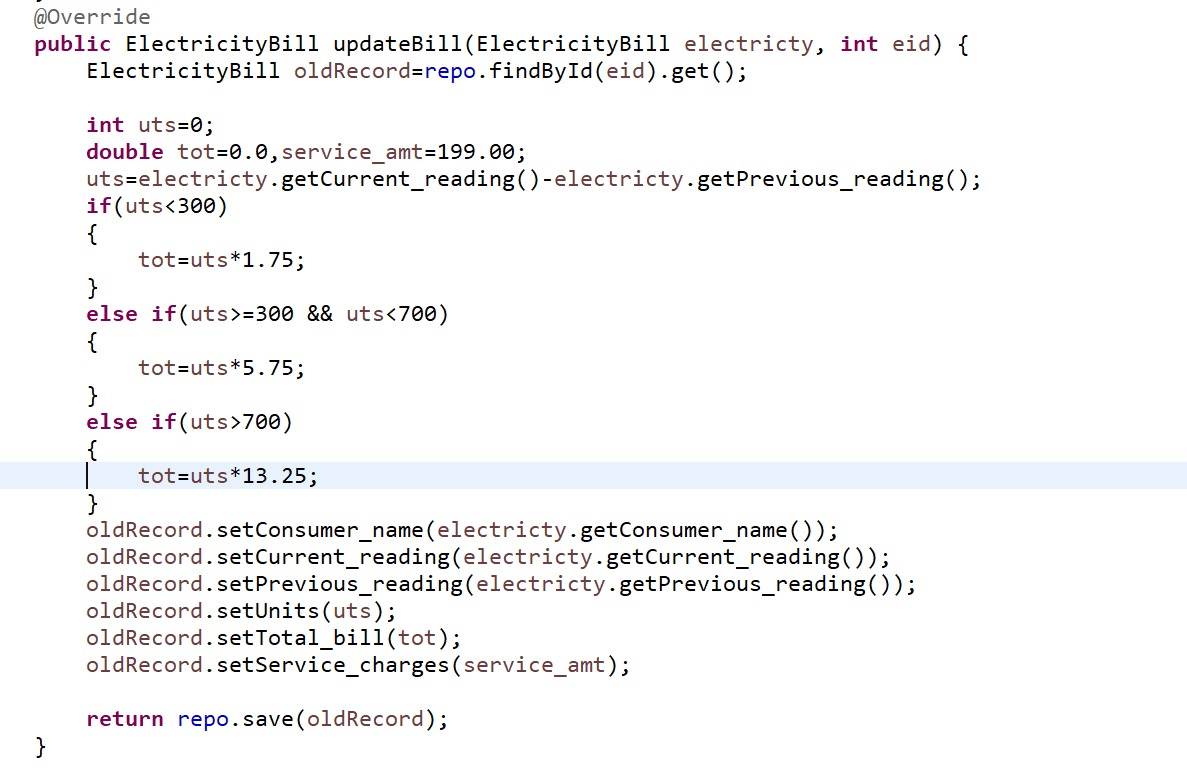 @Override
public ElectricityBill updateBill(ElectricityBill electricty, int eid) {
ElectricityBill oldRecord=repo.findById(eid).get();
int uts=0;
double tot=0.0,service_amt=199.00;
uts=electricty.getCurrent_reading()-electricty.getPrevious_reading();
if(uts<300)
{
tot=uts*1.75;
}
else if(uts>=300 && uts<700)
{
tot=uts*5.75;
}
else if(uts>700)
{
tot=uts*13.25;
}
oldRecord.setConsumer_name(electricty.getConsumer_name());
oldRecord.setCurrent_reading(electricty.getCurrent_reading());
oldRecord.setPrevious_reading(electricty.getPrevious_reading());
oldRecord.setUnits(uts);
oldRecord.setTotal_bill(tot);
oldRecord.setService_charges(service_amt);
return repo.save(oldRecord);
}